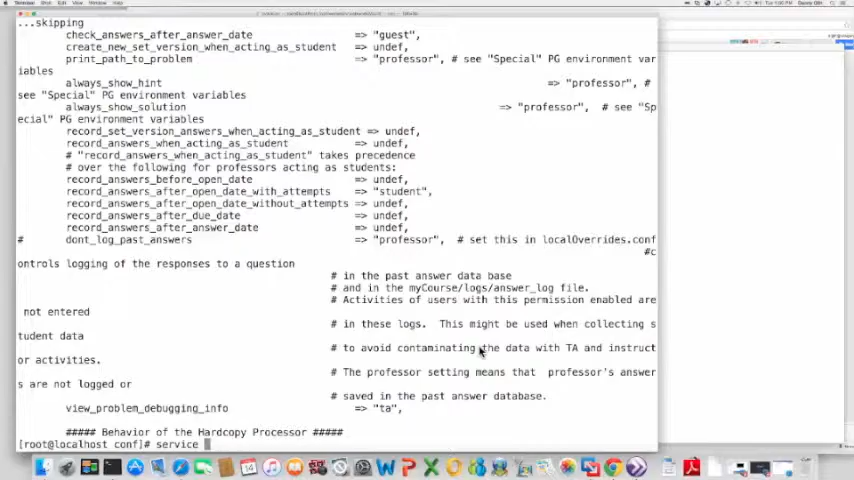 Terminal Shell Edit View Window Help
...skipping
check_answers_after_answer_date => "guest",
create_new_set_version_when_acting_as_student => undef,
print_path_to_problem => "professor", # see "Special" PG environment var
iables
always_show_hint => "professor", #
see "Special" PG environment variables
always_show_solution => "professor", # see "Sp
ecial" PG environment variables
record_set_version_answers_when_acting_as_student => undef,
record_answers_when_acting_as_student => undef,
# "record_answers_when_acting_as_student" takes precedence
# over the following for professors acting as students:
record_answers_before_open_date => undef,
record_answers_after_open_date_with_attempts => "student",
record_answers_after_open_date_without_attempts => undef,
record_answers_after_due_date => undef,
record_answers_after_answer_date => undef,
# dont_log_past_answers => "professor", # set this in localOverrides.conf
#c
ontrols logging of the responses to a question
# in the past answer data base
# and in the myCourse/logs/answer_log file.
# Activities of users with this permission enabled are
not entered
# in these logs. This might be used when collecting s
tudent data
# to avoid contaminating the data with TA and instruct
or activities.
# The professor setting means that professor's answer
s are not logged or
# saved in the past answer database.
view_problem_debugging_info => "ta",
##### Behavior of the Hardcopy Processor #####
[root@localhost conf]# service